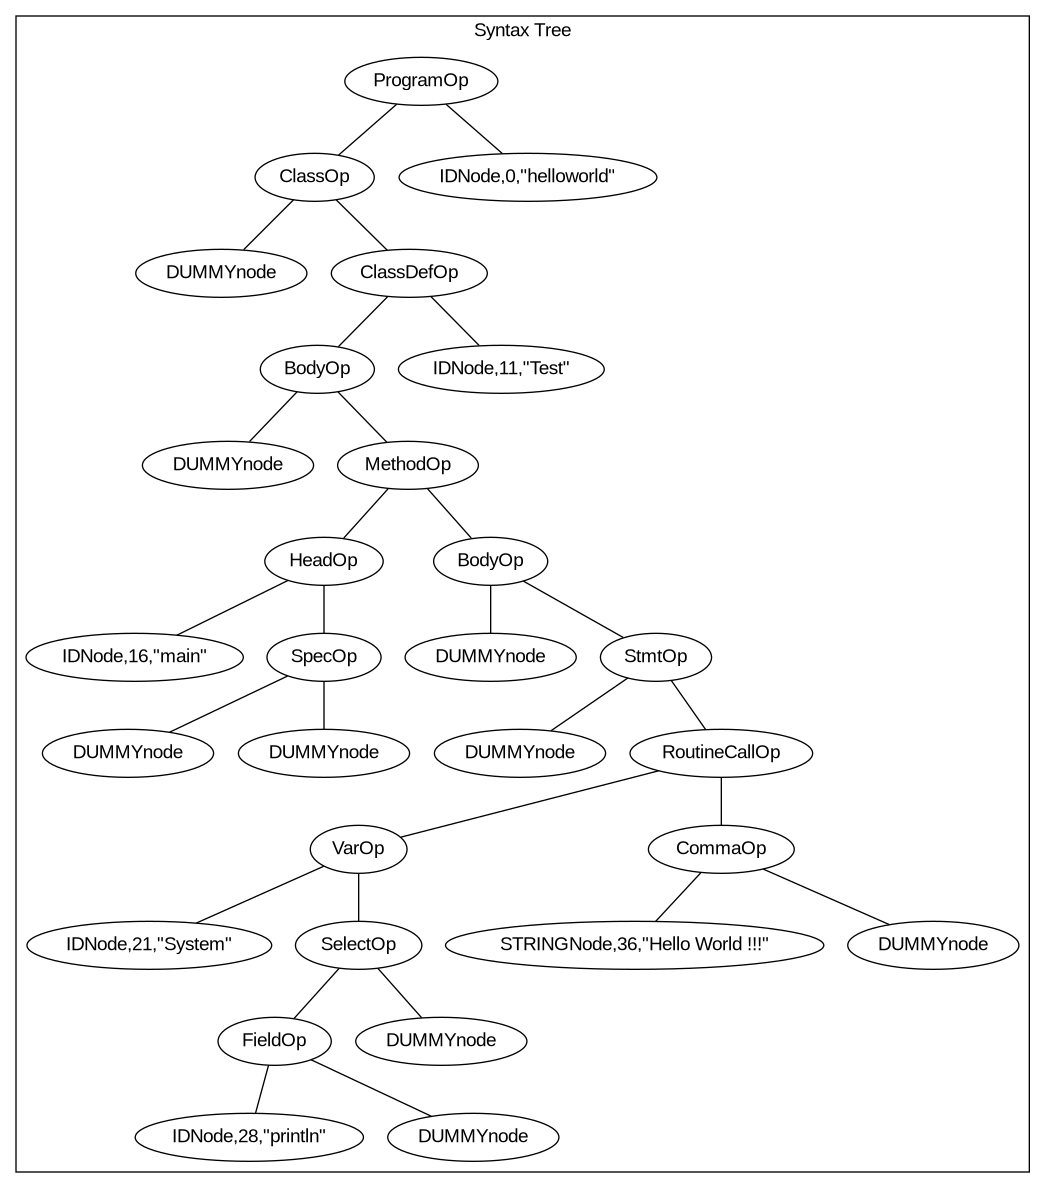 Syntax Tree
ProgramOp
ClassOp
IDNode,0,"helloworld"
DUMMYnode
ClassDefOp
BodyOp
IDNode,11,"Test"
DUMMYnode
MethodOp
HeadOp
BodyOp
IDNode,16,"main"
SpecOp
DUMMYnode
StmtOp
DUMMYnode
DUMMYnode
DUMMYnode
RoutineCallOp
VarOp
CommaOp
IDNode,21,"System"
SelectOp
STRINGNode,36,"Hello World !!!"
DUMMYnode
FieldOp
DUMMYnode
IDNode,28,"println"
DUMMYnode